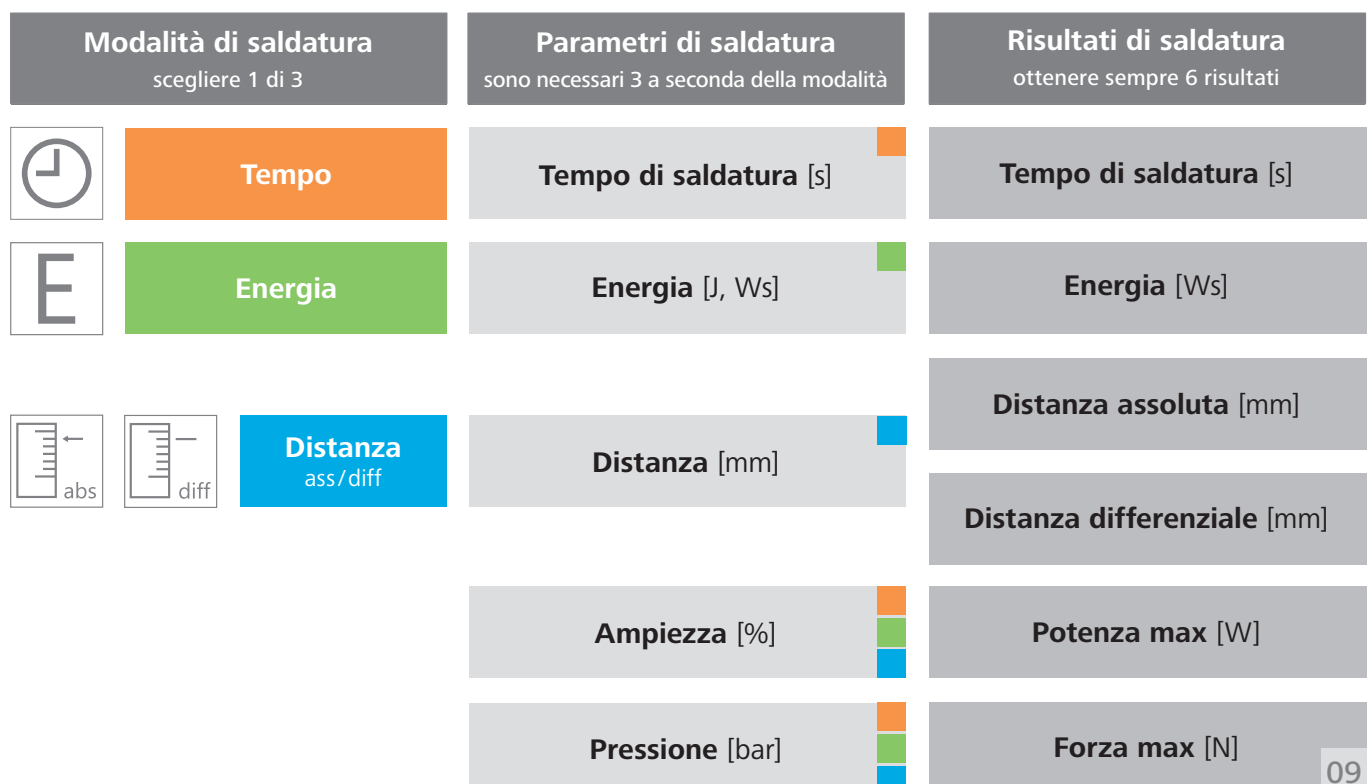 Modalità di saldatura
scegliere 1 di 3
Parametri di saldatura
sono necessari 3 a seconda della modalità
Risultati di saldatura
ottenere sempre 6 risultati
Tempo
Tempo di saldatura [s]
Tempo di saldatura [s]
E
Energia
Energia [J, Ws]
Energia [Ws]
Distanza assoluta [mm]
abs
diff
Distanza
ass/diff
Distanza [mm]
Distanza differenziale [mm]
Ampiezza [%]
Potenza max [W]
Pressione [bar]
Forza max [N]
09